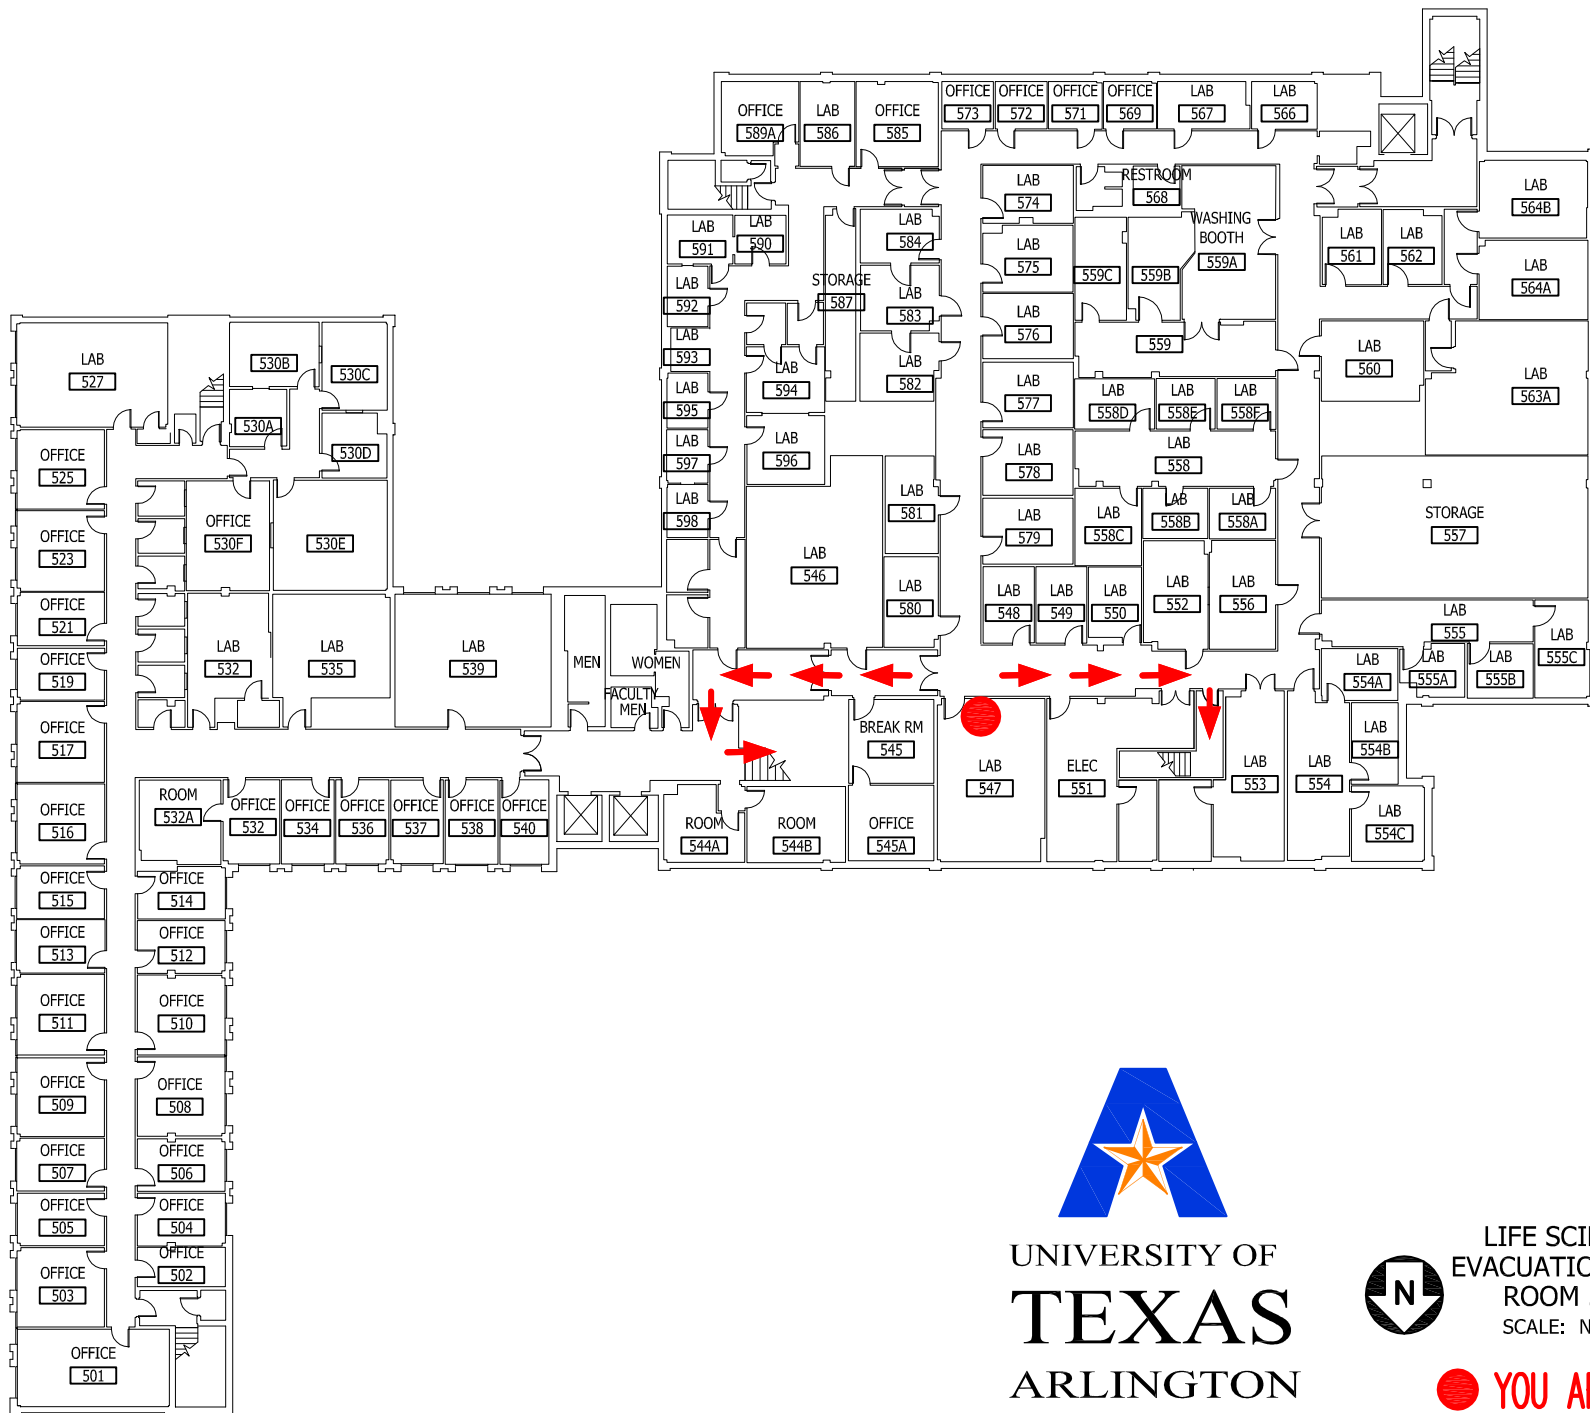 OFFICE
589A
LAB
586
OFFICE
585
OFFICE
573
OFFICE
572
OFFICE
571
OFFICE
569
LAB
567
LAB
566
LAB
574
RESTROOM
568
WASHING
BOOTH
559A
LAB
564B
LAB
591
LAB
590
LAB
584
LAB
575
559C
559B
LAB
561
LAB
562
LAB
564A
STORAGE
587
LAB
592
LAB
583
LAB
576
559
LAB
593
LAB
582
LAB
594
LAB
560
LAB
563A
LAB
595
LAB
577
LAB
558D
LAB
558E
LAB
558F
LAB
597
LAB
596
LAB
578
LAB
558
LAB
598
LAB
581
LAB
579
LAB
558C
LAB
558B
LAB
558A
STORAGE
557
LAB
546
LAB
580
LAB
548
LAB
549
LAB
550
LAB
552
LAB
556
LAB
555
LAB
555C
LAB
554A
LAB
555A
LAB
555B
LAB
527
530B
530C
530A
530D
OFFICE
525
OFFICE
523
OFFICE
530F
530E
OFFICE
521
OFFICE
519
LAB
532
LAB
535
LAB
539
MEN
WOMEN
FACULTY
MEN
OFFICE
517
BREAK RM
545
LAB
547
ELEC
551
LAB
553
LAB
554
LAB
554B
LAB
554C
OFFICE
516
ROOM
532A
OFFICE
532
OFFICE
534
OFFICE
536
OFFICE
537
OFFICE
538
OFFICE
540
ROOM
544A
ROOM
544B
OFFICE
545A
OFFICE
515
OFFICE
514
OFFICE
513
OFFICE
512
OFFICE
511
OFFICE
510
OFFICE
509
OFFICE
508
OFFICE
507
OFFICE
506
OFFICE
505
OFFICE
504
OFFICE
503
OFFICE
502
OFFICE
501
UNIVERSITY OF
TEXAS
ARLINGTON
N
LIFE SCI
EVACUATIO
ROOM
SCALE: N
YOU A